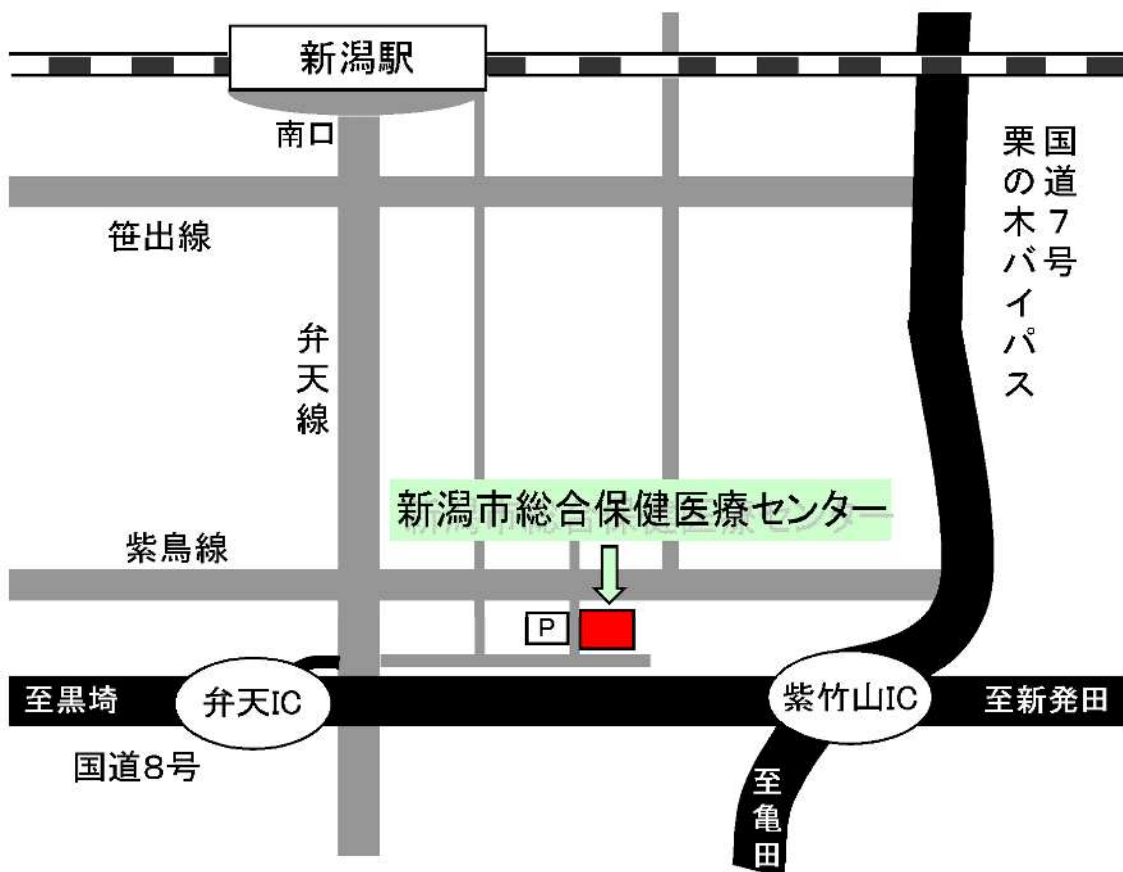 新潟駅
南口
国道7号
栗の木バイパス
笹出線
弁天線
新潟市総合保健医療センター
紫鳥線
P
至黒埼
弁天IC
紫竹山IC
至新発田
国道8号
至亀田